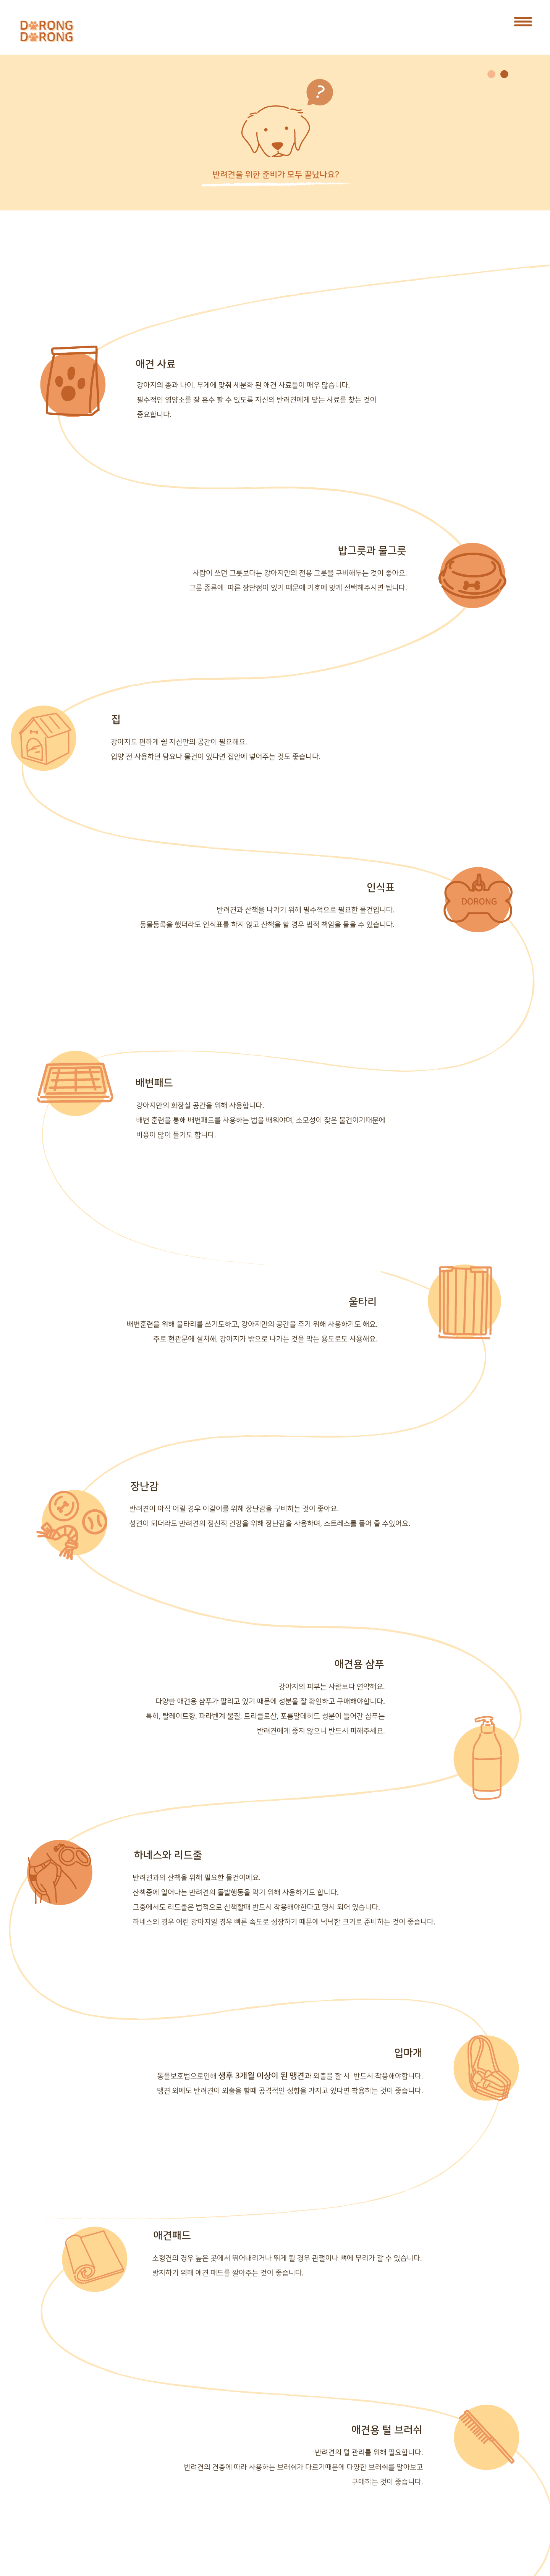 DORONG
DORONG
?
반려견을 위한 준비가 모두 끝났나요?
애견 사료
강아지의 종과 나이, 무게에 맞춰 세분화 된 애견 사료들이 매우 많습니다.
필수적인 영양소를 잘 흡수 할 수 있도록 자신의 반려견에게 맞는 사료를 찾는 것이
중요합니다.
밥그릇과 물그릇
사람이 쓰던 그릇보다는 강아지만의 전용 그릇을 구비해두는 것이 좋아요.
그릇 종류에 따른 장단점이 있기 때문에 기호에 맞게 선택해주시면 됩니다.
집
강아지도 편하게 쉴 자신만의 공간이 필요해요.
입양 전 사용하던 담요나 물건이 있다면 집안에 넣어주는 것도 좋습니다.
인식표
DORONG
반려견과 산책을 나가기 위해 필수적으로 필요한 물건입니다.
동물등록을 했더라도 인식표를 하지 않고 산책을 할 경우 법적 책임을 물을 수 있습니다.
배변패드
강아지만의 화장실 공간을 위해 사용합니다.
배변 훈련을 통해 배변패드를 사용하는 법을 배워야며, 소모성이 잦은 물건이기때문에
비용이 많이 들기도 합니다.
울타리
배변훈련을 위해 울타리를 쓰기도하고, 강아지만의 공간을 주기 위해 사용하기도 해요.
주로 현관문에 설치해, 강아지가 밖으로 나가는 것을 막는 용도로도 사용해요.
장난감
반려견이 아직 어릴 경우 이갈이를 위해 장난감을 구비하는 것이 좋아요.
성견이 되더라도 반려견의 정신적 건강을 위해 장난감을 사용하며, 스트레스를 풀어 줄 수있어요.
애견용 샴푸
강아지의 피부는 사람보다 연약해요.
다양한 애견용 샴푸가 팔리고 있기 때문에 성분을 잘 확인하고 구매해야합니다.
특히, 탈레이트향, 파라벤계 물질, 트리클로산, 포름알데히드 성분이 들어간 샴푸는
반려견에게 좋지 않으니 반드시 피해주세요.
하네스와 리드줄
반려견과의 산책을 위해 필요한 물건이에요.
산책중에 일어나는 반려견의 돌발행동을 막기 위해 사용하기도 합니다.
그중에서도 리드줄은 법적으로 산책할때 반드시 착용해야한다고 명시 되어 있습니다.
하네스의 경우 어린 강아지일 경우 빠른 속도로 성장하기 때문에 넉넉한 크기로 준비하는 것이 좋습니다.
입마개
동물보호법으로인해 생후 3개월 이상이 된 맹견과 외출을 할 시 반드시 착용해야합니다.
맹견 외에도 반려견이 외출을 할때 공격적인 성향을 가지고 있다면 착용하는 것이 좋습니다.
애견패드
소형견의 경우 높은 곳에서 뛰어내리거나 뛰게 될 경우 관절이나 뼈에 무리가 갈 수 있습니다.
방지하기 위해 애견 패드를 깔아주는 것이 좋습니다.
애견용 털 브러쉬
반려견의 털 관리를 위해 필요합니다.
반려견의 견종에 따라 사용하는 브러쉬가 다르기때문에 다양한 브러쉬를 알아보고
구매하는 것이 좋습니다.